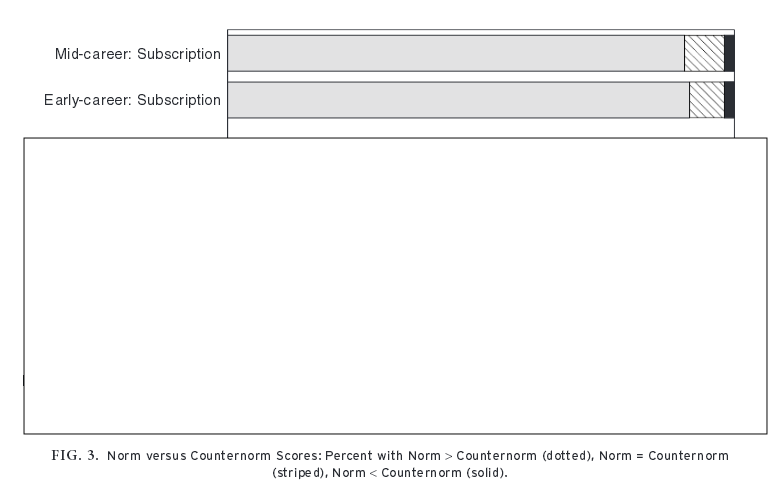 Mid-career: Subscription
Early-career: Subscription
FIG. 3. Norm versus Counternorm Scores: Percent with Norm > Counternorm (dotted), Norm = Counternorm
(striped), Norm < Counternorm (solid).